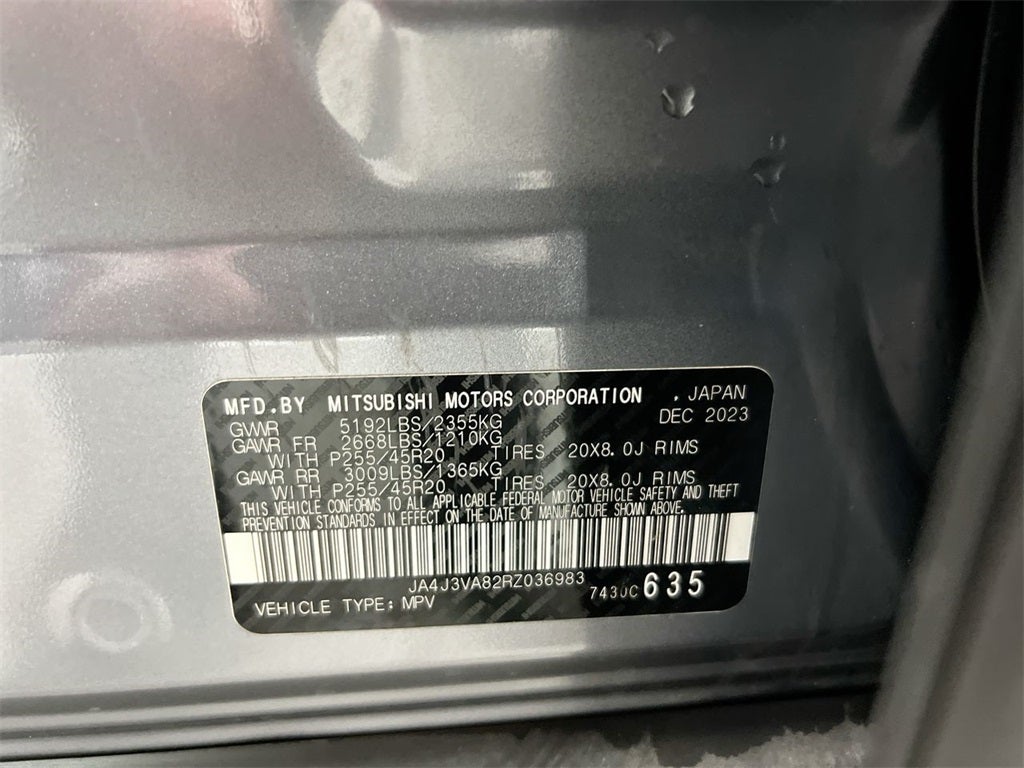 MFD.BY MITSUBISHI MOTORS CORPORATION , JAPAN
GWVR 5192LBS/2355KG DEC 2023
GAWR FR 2668LBS/1210KG
WITH P255/45R20 TIRES 20X8.0J RIMS
GAWR RR 3009LBS/1365KG
WITH P255/45R20 TIRES 20X8.0J RIMS
THIS VEHICLE CONFORMS TO ALL APPLICABLE FEDERAL MOTOR VEHICLE SAFETY AND THEFT
PREVENTION STANDARDS IN EFFECT ON THE DATE OF MANUFACTURE SHOWN ABOVE.
JA4J3VA82RZ036983
VEHICLE TYPE: MPV 7430C 635